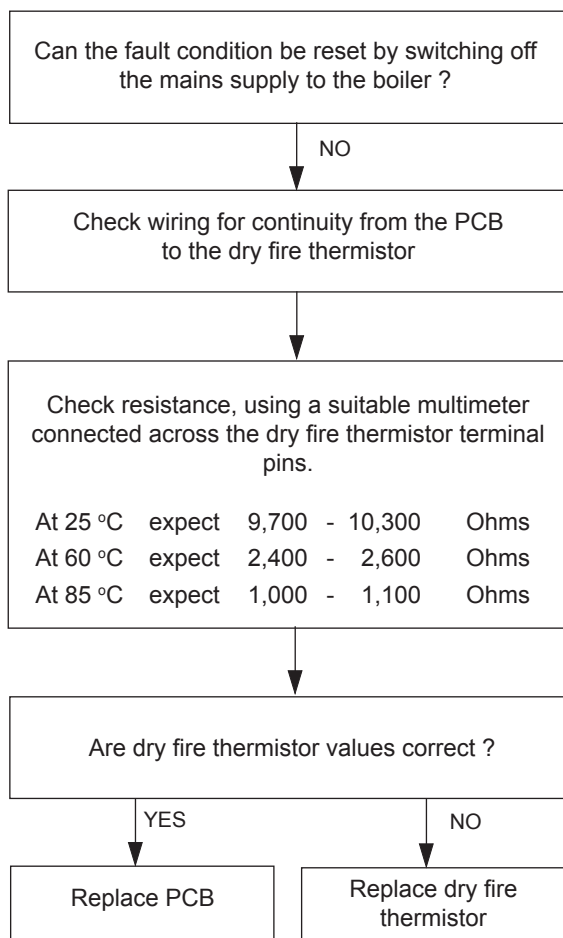 Can the fault condition be reset by switching off
the mains supply to the boiler ?
NO
Check wiring for continuity from the PCB
to the dry fire thermistor
Check resistance, using a suitable multimeter
connected across the dry fire thermistor terminal
pins.
At 25 °C expect 9,700 - 10,300 Ohms
At 60 °C expect 2,400 - 2,600 Ohms
At 85 °C expect 1,000 - 1,100 Ohms
Are dry fire thermistor values correct ?
YES
NO
Replace PCB
Replace dry fire
thermistor